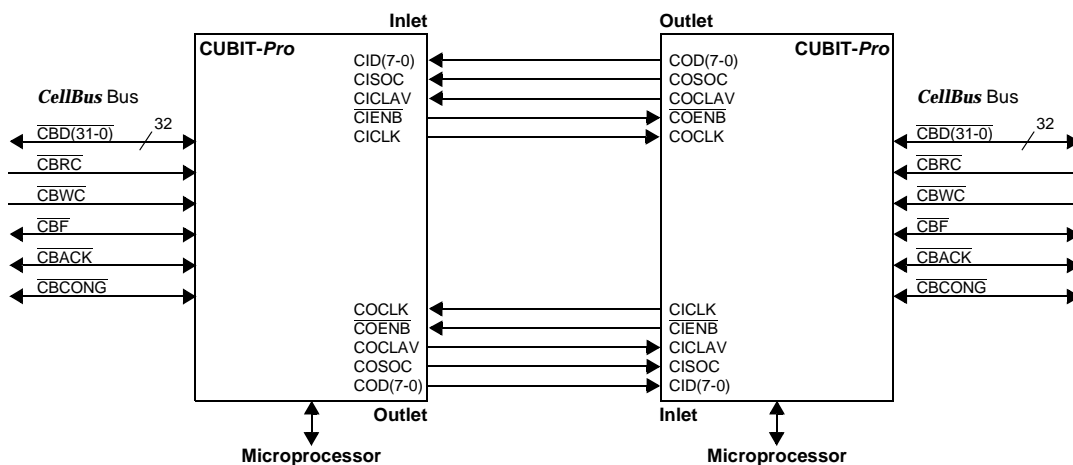 Inlet
Outlet
CUBIT-Pro
CUBIT-Pro
CID(7-0)
CISOC
CICLAV
CIENB
CICLK
COD(7-0)
COSOC
COCLAV
COENB
COCLK
CellBus Bus
CBD(31-0)
32
CBRC
CBWC
CBF
CBACK
CBCONG
CellBus Bus
CBD(31-0)
32
CBRC
CBWC
CBF
CBACK
CBCONG
COCLK
COENB
COCLAV
COSOC
COD(7-0)
CICLK
CIENB
CICLAV
CISOC
CID(7-0)
Outlet
Inlet
Microprocessor
Microprocessor